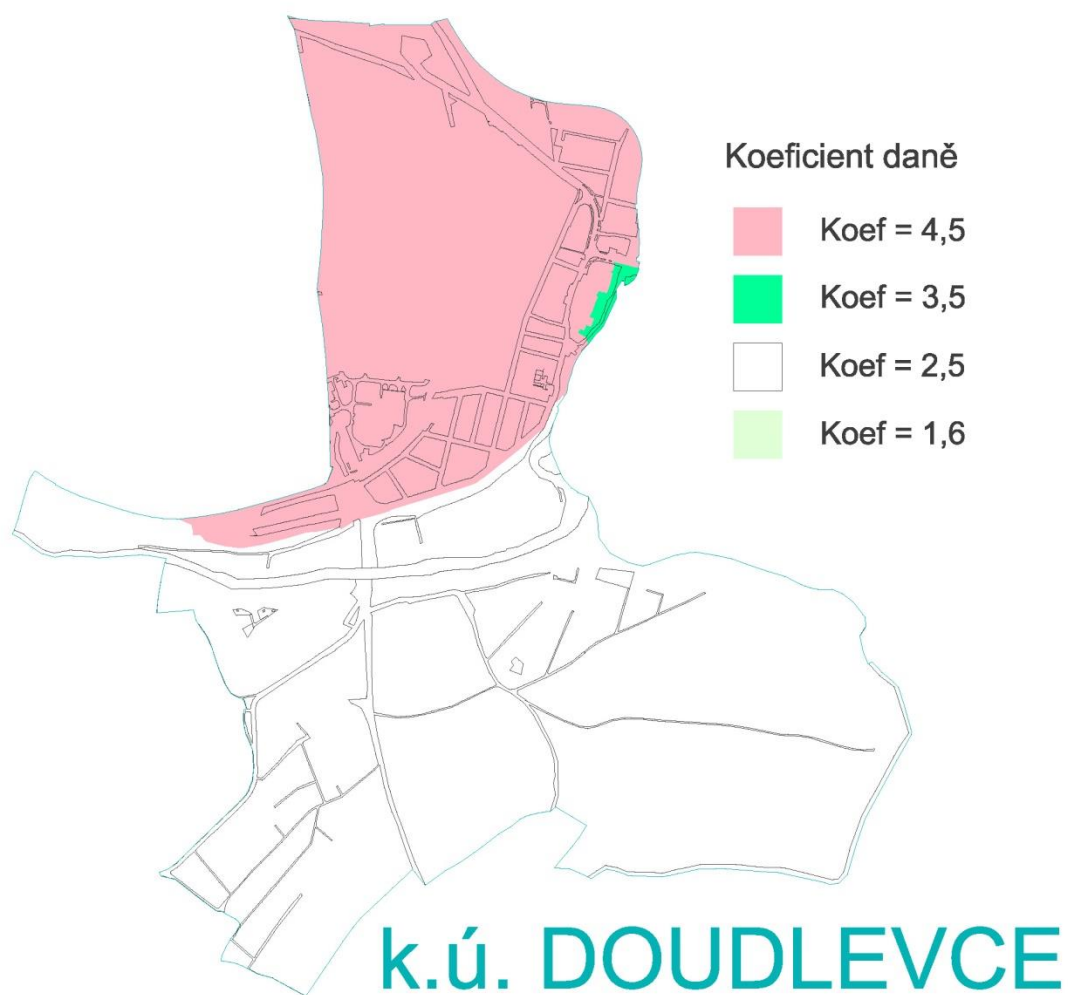 Koeficient daně
Koef = 4,5
Koef = 3,5
Koef = 2,5
Koef = 1,6
k.ú. DOUDLEVCE